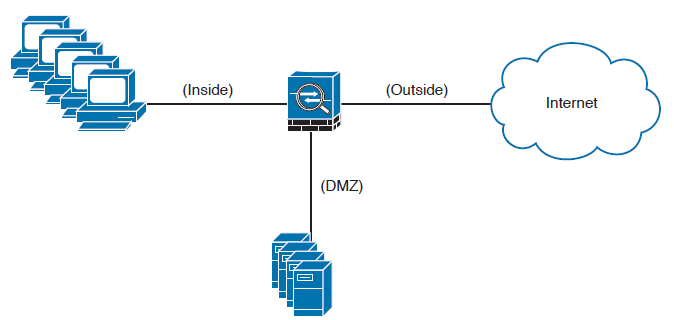 (Inside)
(Outside)
Internet
(DMZ)